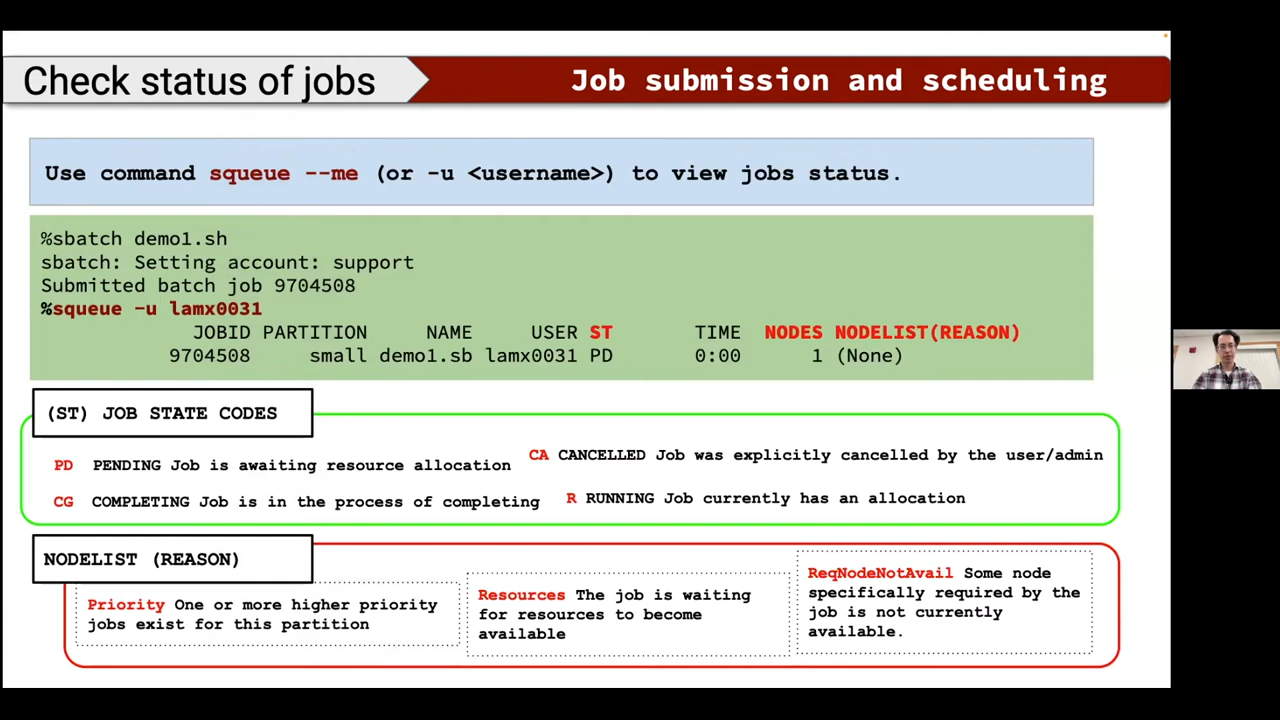 Check status of jobs
Job submission and scheduling
Use command squeue --me (or -u <username>) to view jobs status.
%sbatch demo1.sh
sbatch: Setting account: support
Submitted batch job 9704508
%squeue -u lamx0031
JOBID PARTITION NAME USER ST TIME NODES NODELIST(REASON)
9704508 small demo1.sb lamx0031 PD 0:00 1 (None)
(ST) JOB STATE CODES
PD PENDING Job is awaiting resource allocation
CA CANCELLED Job was explicitly cancelled by the user/admin
CG COMPLETING Job is in the process of completing
R RUNNING Job currently has an allocation
NODELIST (REASON)
Priority One or more higher priority
jobs exist for this partition
Resources The job is waiting
for resources to become
available
ReqNodeNotAvail Some node
specifically required by the
job is not currently
available.